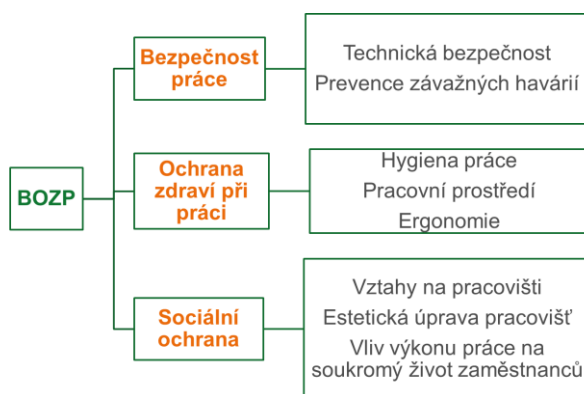 BOZP
Bezpečnost
práce
Technická bezpečnost
Prevence závažných havárií
Ochrana
zdraví při
práci
Hygiena práce
Pracovní prostředí
Ergonomie
Sociální
ochrana
Vztahy na pracovišti
Estetická úprava pracovišť
Vliv výkonu práce na
soukromý život zaměstnanců